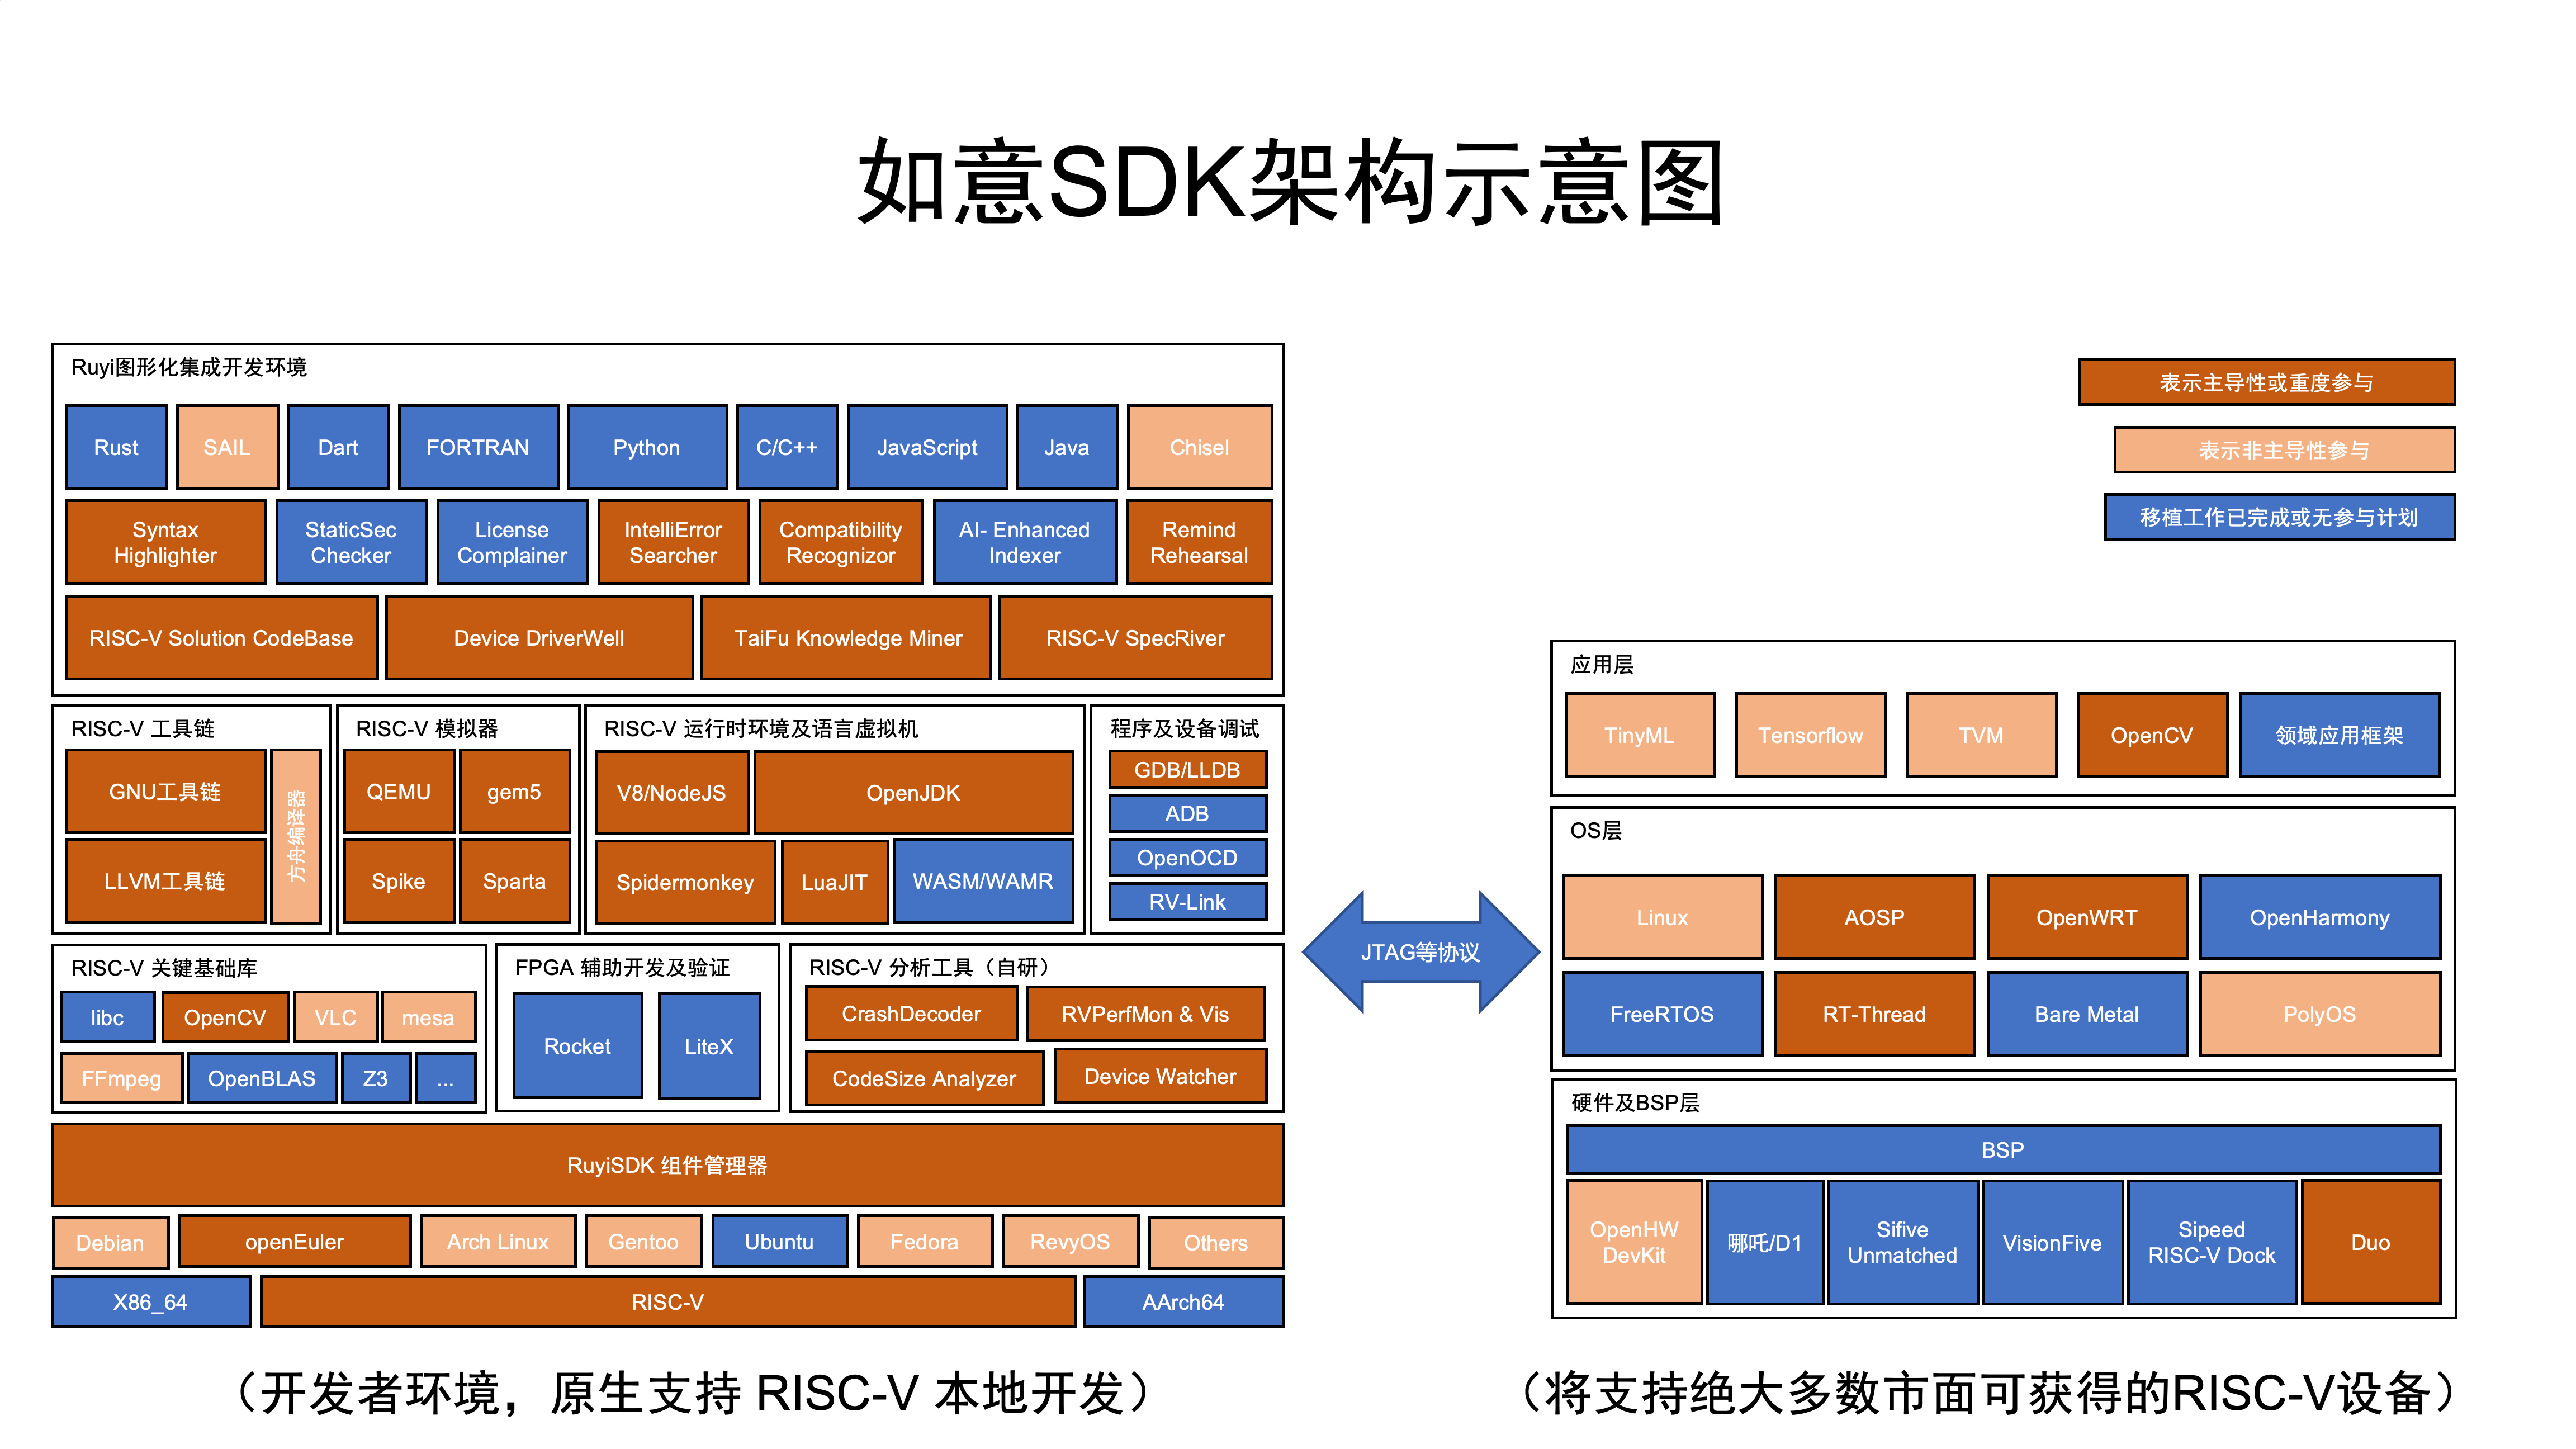 如意SDK架构示意图
Ruyi图形化集成开发环境
Rust
SAIL
Dart
FORTRAN
Python
C/C++
JavaScript
Java
Chisel
Syntax
Highlighter
StaticSec
Checker
License
Complainer
IntelliError
Searcher
Compatibility
Recognizor
AI- Enhanced
Indexer
Remind
Rehearsal
RISC-V Solution CodeBase
Device DriverWell
TaiFu Knowledge Miner
RISC-V SpecRiver
RISC-V 工具链
GNU工具链
LLVM工具链
方舟编译器
RISC-V 模拟器
QEMU
gem5
Spike
Sparta
RISC-V 运行时环境及语言虚拟机
V8/NodeJS
OpenJDK
Spidermonkey
LuaJIT
WASM/WAMR
程序及设备调试
GDB/LLDB
ADB
OpenOCD
RV-Link
RISC-V 关键基础库
libc
OpenCV
VLC
mesa
FFmpeg
OpenBLAS
Z3
...
FPGA 辅助开发及验证
Rocket
LiteX
RISC-V 分析工具（自研）
CrashDecoder
RVPerfMon & Vis
CodeSize Analyzer
Device Watcher
RuyiSDK 组件管理器
Debian
openEuler
Arch Linux
Gentoo
Ubuntu
Fedora
RevyOS
Others
X86_64
RISC-V
AArch64
（开发者环境，原生支持 RISC-V 本地开发）
JTAG等协议
表示主导性或重度参与
表示非主导性参与
移植工作已完成或无参与计划
应用层
TinyML
Tensorflow
TVM
OpenCV
领域应用框架
OS层
Linux
AOSP
OpenWRT
OpenHarmony
FreeRTOS
RT-Thread
Bare Metal
PolyOS
硬件及BSP层
BSP
OpenHW
DevKit
哪吒/D1
Sifive
Unmatched
VisionFive
Sipeed
RISC-V Dock
Duo
（将支持绝大多数市面可获得的RISC-V设备）